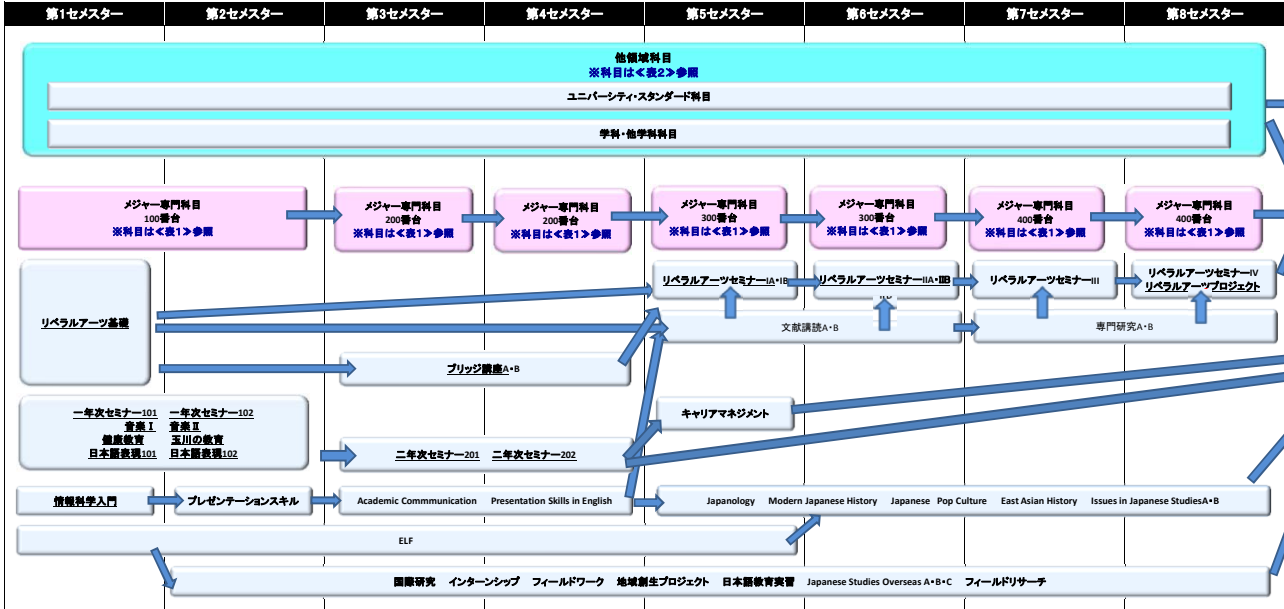 第1セメスター 第2セメスター 第3セメスター 第4セメスター 第5セメスター 第6セメスター 第7セメスター 第8セメスター
他領域科目
※科目は≪表2≫参照
ユニバーシティ・スタンダード科目
学科・他学科科目
メジャー専門科目
100番台
※科目は≪表1≫参照
メジャー専門科目
200番台
※科目は≪表1≫参照
メジャー専門科目
200番台
※科目は≪表1≫参照
メジャー専門科目
300番台
※科目は≪表1≫参照
メジャー専門科目
300番台
※科目は≪表1≫参照
メジャー専門科目
400番台
※科目は≪表1≫参照
メジャー専門科目
400番台
※科目は≪表1≫参照
リベラルアーツ基礎
リベラルアーツセミナーIA・IB
リベラルアーツセミナーIIA・IIB
リベラルアーツセミナーIII
リベラルアーツセミナーIV
リベラルアーツプロジェクト
文献講読A・B
専門研究A・B
ブリッジ講座A・B
一年次セミナー101 一年次セミナー102
音楽Ⅰ 音楽Ⅱ
健康教育 玉川の教育
日本語表現101 日本語表現102
キャリアマネジメント
二年次セミナー201 二年次セミナー202
情報科学入門
プレゼンテーションスキル
Academic Commmunication Presentation Skills in English
Japanology Modern Japanese History Japanese Pop Culture East Asian History Issues in Japanese StudiesA・B
ELF
国際研究 インターンシップ フィールドワーク 地域創生プロジェクト 日本語教育実習 Japanese Studies Overseas A・B・C フィールドリサーチ